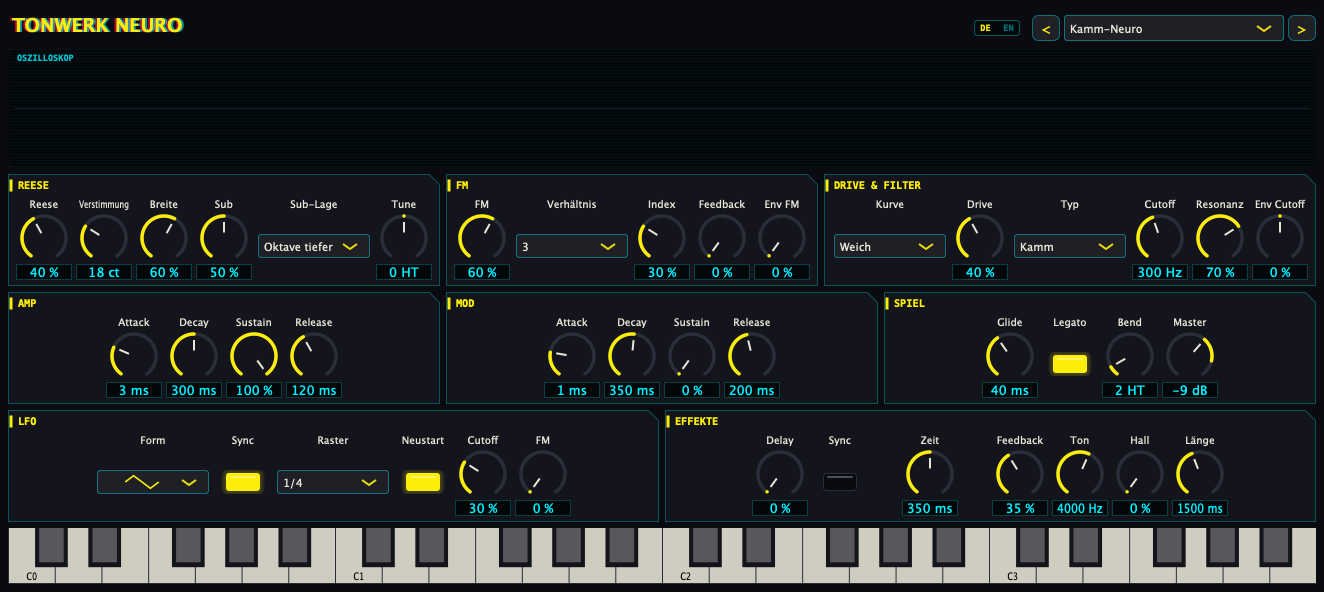 TONWERK NEURO
DE EN
<
Kamm-Neuro
>
OSZILLOSKOP
REESE
Reese Verstimmung Breite Sub Sub-Lage Tune
Oktave tiefer
40 % 18 ct 60 % 50 % 0 HT
FM
FM Verhältnis Index Feedback Env FM
3
60 % 30 % 0 % 0 %
DRIVE & FILTER
Kurve Drive Typ Cutoff Resonanz Env Cutoff
Weich Kamm
40 % 300 Hz 70 % 0 %
AMP
Attack Decay Sustain Release
3 ms 300 ms 100 % 120 ms
MOD
Attack Decay Sustain Release
1 ms 350 ms 0 % 200 ms
SPIEL
Glide Legato Bend Master
40 ms 2 HT -9 dB
LFO
Form Sync Raster Neustart Cutoff FM
1/4
30 % 0 %
EFFEKTE
Delay Sync Zeit Feedback Ton Hall Länge
0 % 350 ms 35 % 4000 Hz 0 % 1500 ms
C0 C1 C2 C3